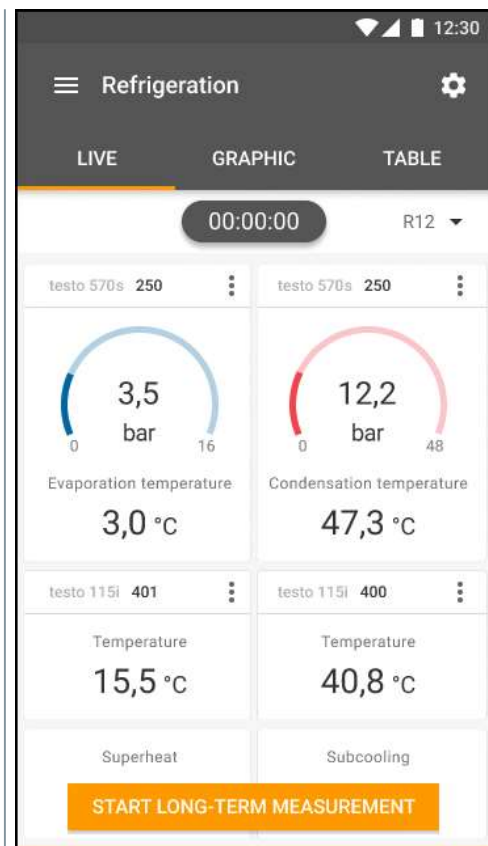 12:30
Refrigeration
LIVE GRAPHIC TABLE
00:00:00 R12
testo 570s 250
testo 570s 250
3,5
bar
0 16
Evaporation temperature
3,0 °C
12,2
bar
0 48
Condensation temperature
47,3 °C
testo 115i 401
Temperature
15,5 °C
testo 115i 400
Temperature
40,8 °C
Superheat
Subcooling
START LONG-TERM MEASUREMENT